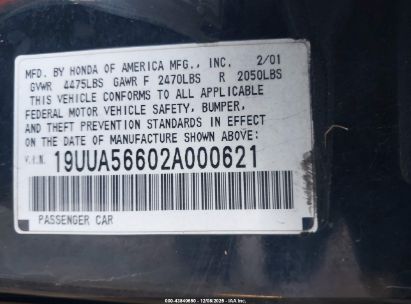 MFD. BY HONDA OF AMERICA MFG., INC. 2/01
GVWR 4475LBS GAWR F 2470LBS R 2050LBS
THIS VEHICLE CONFORMS TO ALL APPLICABLE
FEDERAL MOTOR VEHICLE SAFETY, BUMPER,
AND THEFT PREVENTION STANDARDS IN EFFECT
ON THE DATE OF MANUFACTURE SHOWN ABOVE.
V.I.N. 19UUA56602A000621
PASSENGER CAR